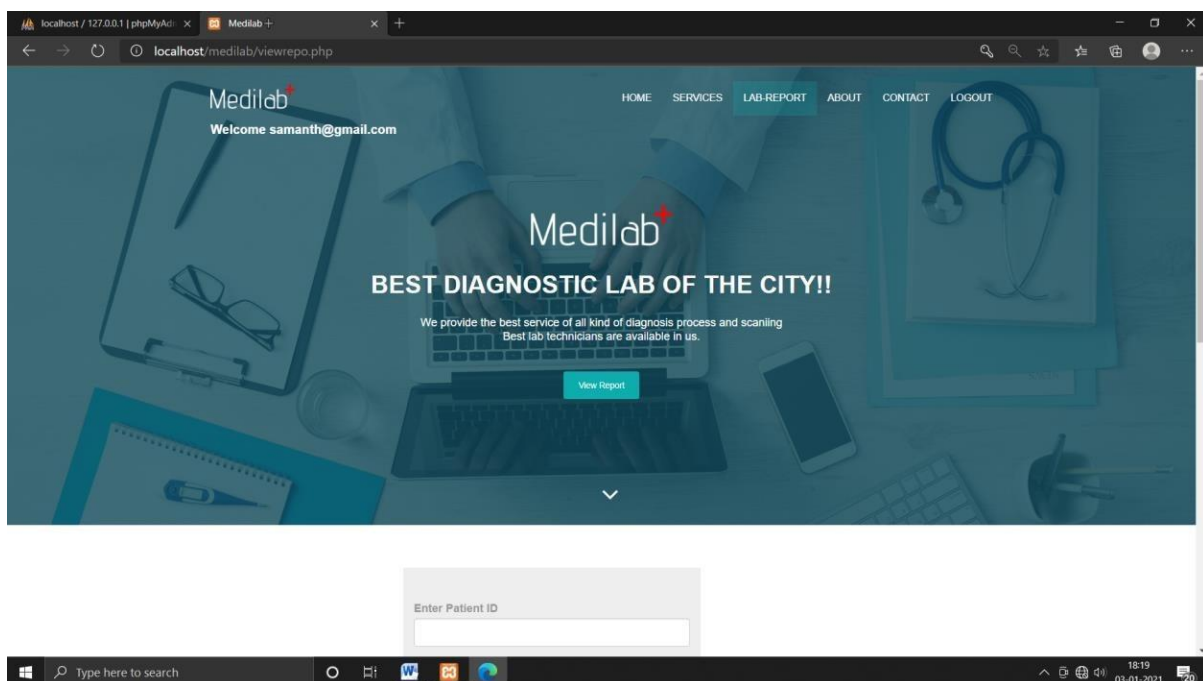 localhost / 127.0.0.1 | phpMyAd
Medilab +
localhost/medilab/viewrepo.php
Medilab+
HOME SERVICES LAB-REPORT ABOUT CONTACT LOGOUT
Welcome samanth@gmail.com
Medilab+
BEST DIAGNOSTIC LAB OF THE CITY!!
We provide the best service of all kind of diagnosis process and scaniing
Best lab technicians are available in us.
View Report
Enter Patient ID
Type here to search
18:19
03-01-2021
20